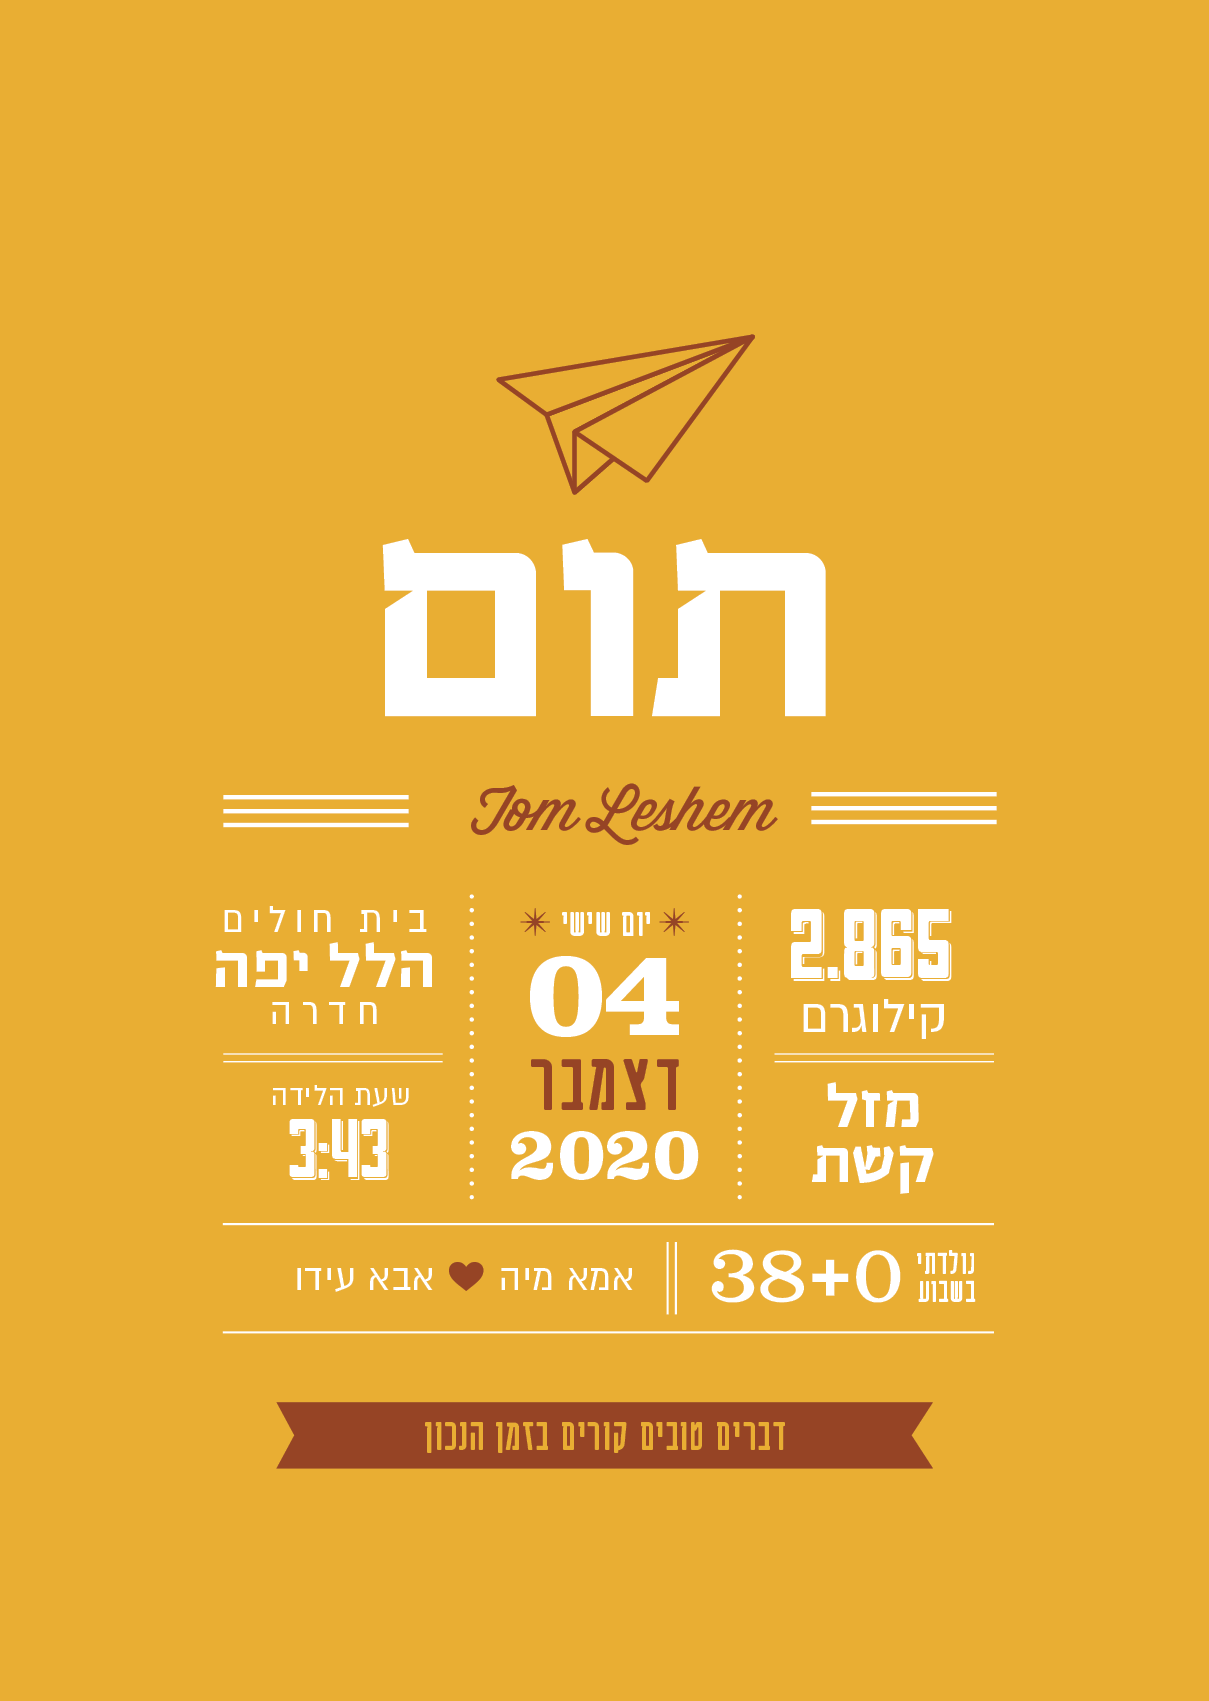 תום
Tom Leshem
2.865
קילוגרם
מזל
קשת
יום שישי
04
דצמבר
2020
בית חולים
הלל יפה
חדרה
שעת הלידה
3:43
נולדתי
בשבוע
38+0
אמא מיה ♥ אבא עידו
דברים טובים קורים בזמן הנכון